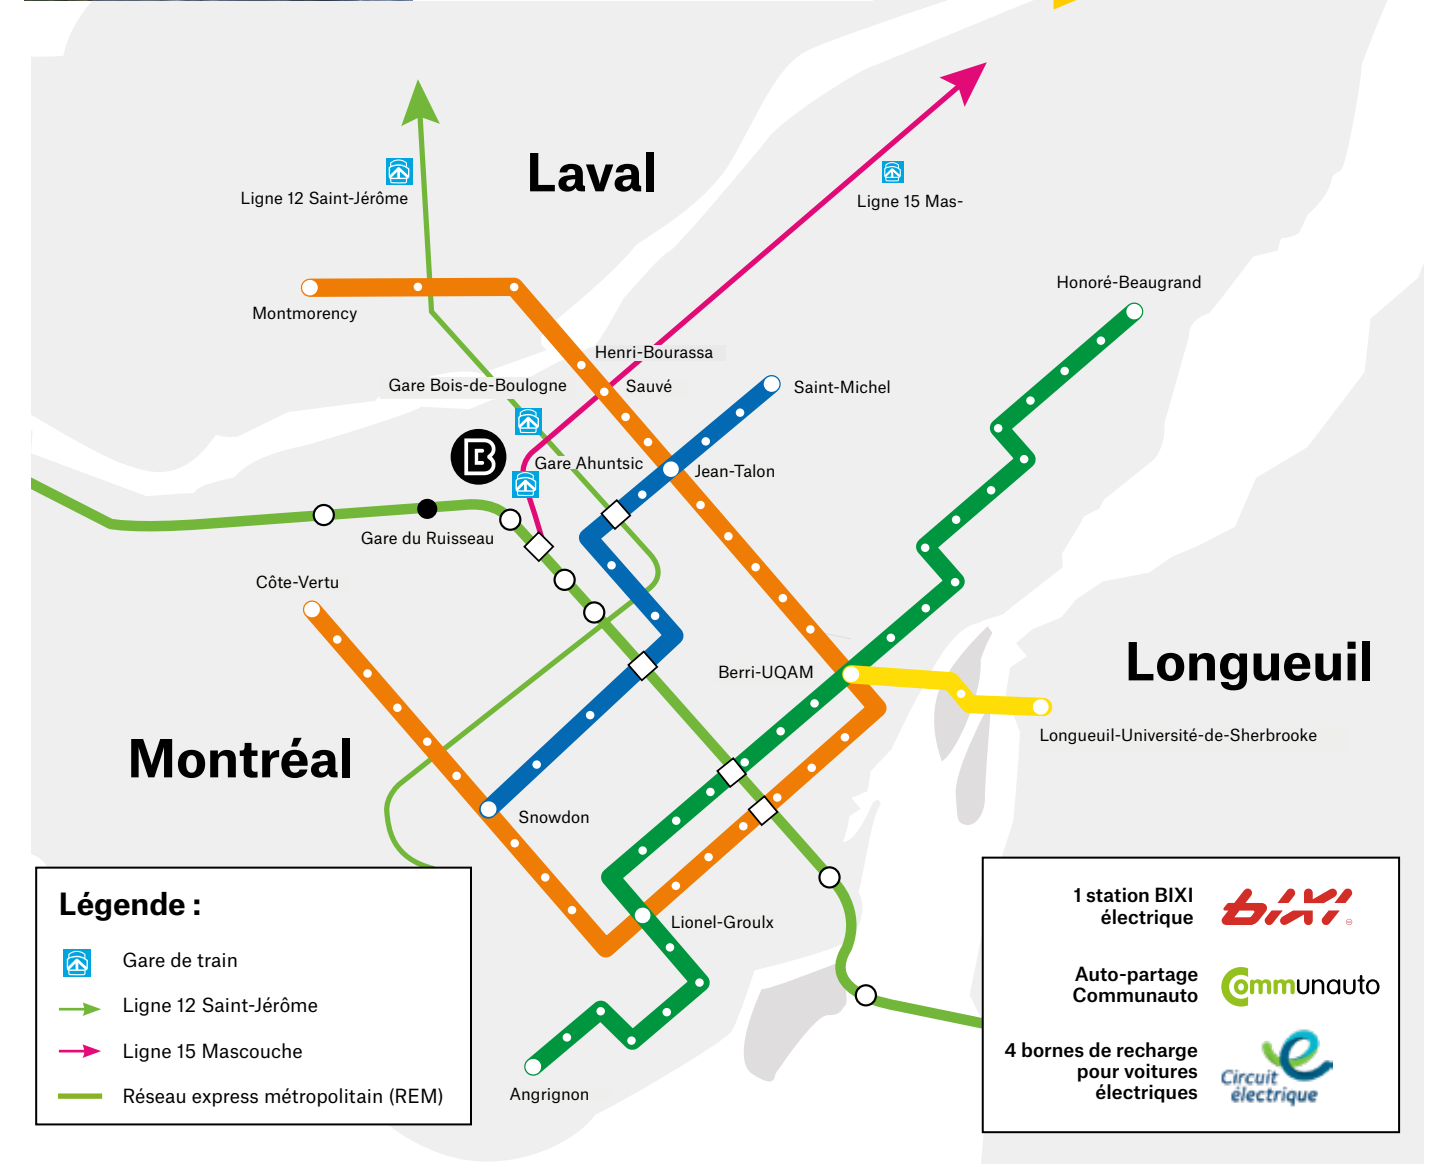 Laval
Ligne 12 Saint-Jérôme
Ligne 15 Mas-
Honoré-Beaugrand
Montmorency
Henri-Bourassa
Gare Bois-de-Boulogne
Sauvé
Saint-Michel
B
Gare Ahuntsic
Jean-Talon
Gare du Ruisseau
Côte-Vertu
Berri-UQAM
Longueuil
Longueuil-Université-de-Sherbrooke
Montréal
Snowdon
Lionel-Groulx
Angrignon
Légende :
Gare de train
Ligne 12 Saint-Jérôme
Ligne 15 Mascouche
Réseau express métropolitain (REM)
1 station BIXI
électrique
bixi
Auto-partage
Communauto
communauto
4 bornes de recharge
pour voitures
électriques
Circuit
électrique